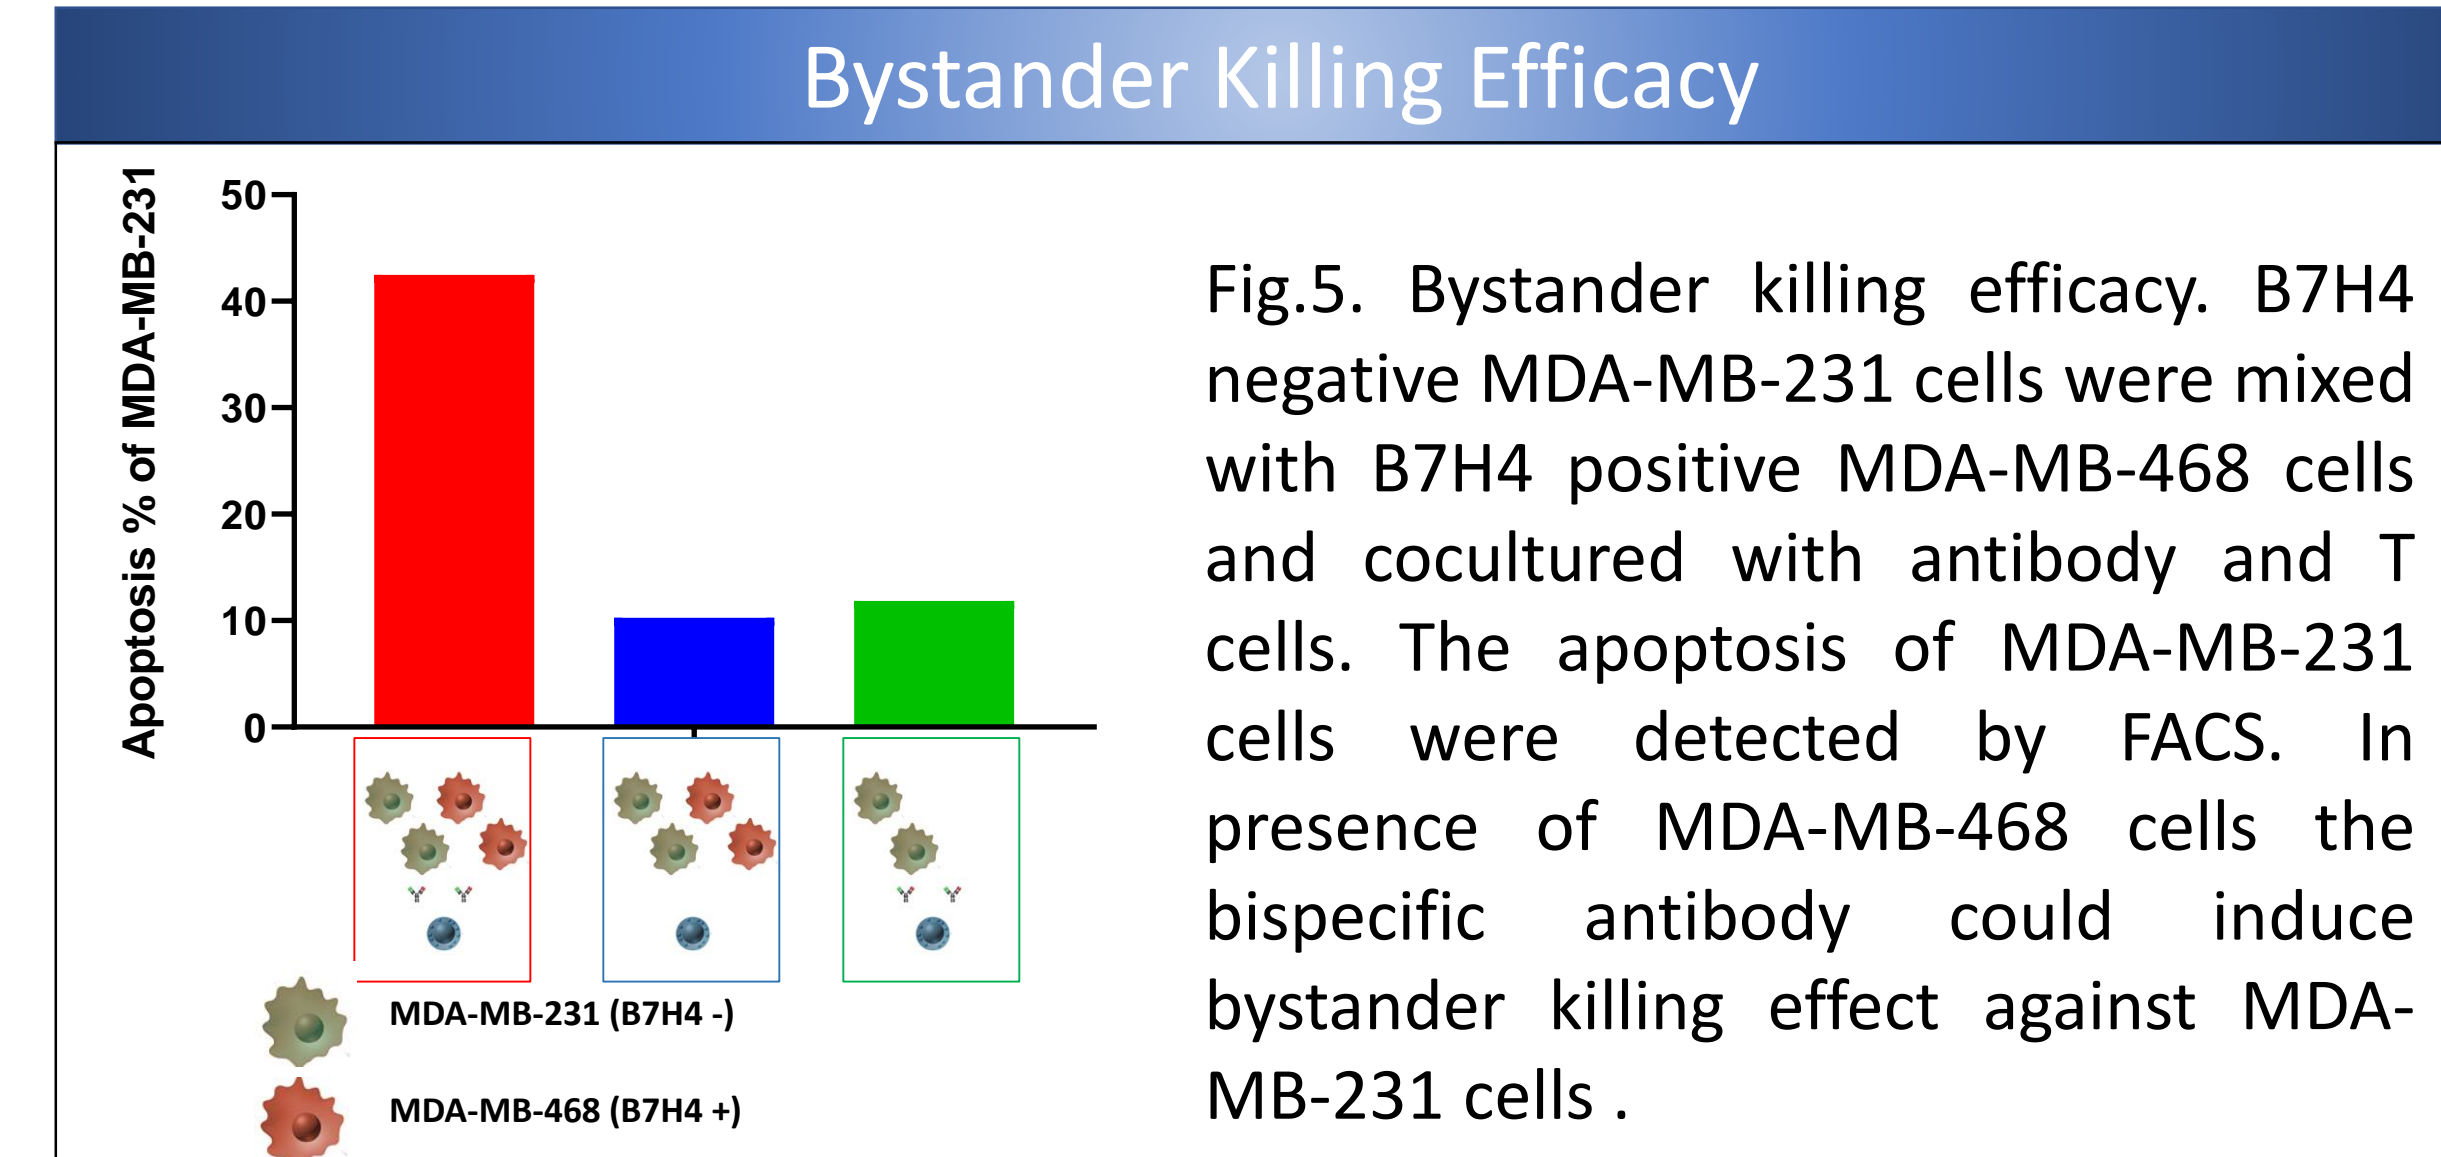 Bystander Killing Efficacy
Apoptosis % of MDA-MB-231
50
40
30
20
10
0
MDA-MB-231 (B7H4 -)
MDA-MB-468 (B7H4 +)
Fig.5. Bystander killing efficacy. B7H4
negative MDA-MB-231 cells were mixed
with B7H4 positive MDA-MB-468 cells
and cocultured with antibody and T
cells. The apoptosis of MDA-MB-231
cells were detected by FACS. In
presence of MDA-MB-468 cells the
bispecific antibody could induce
bystander killing effect against MDA-
MB-231 cells .